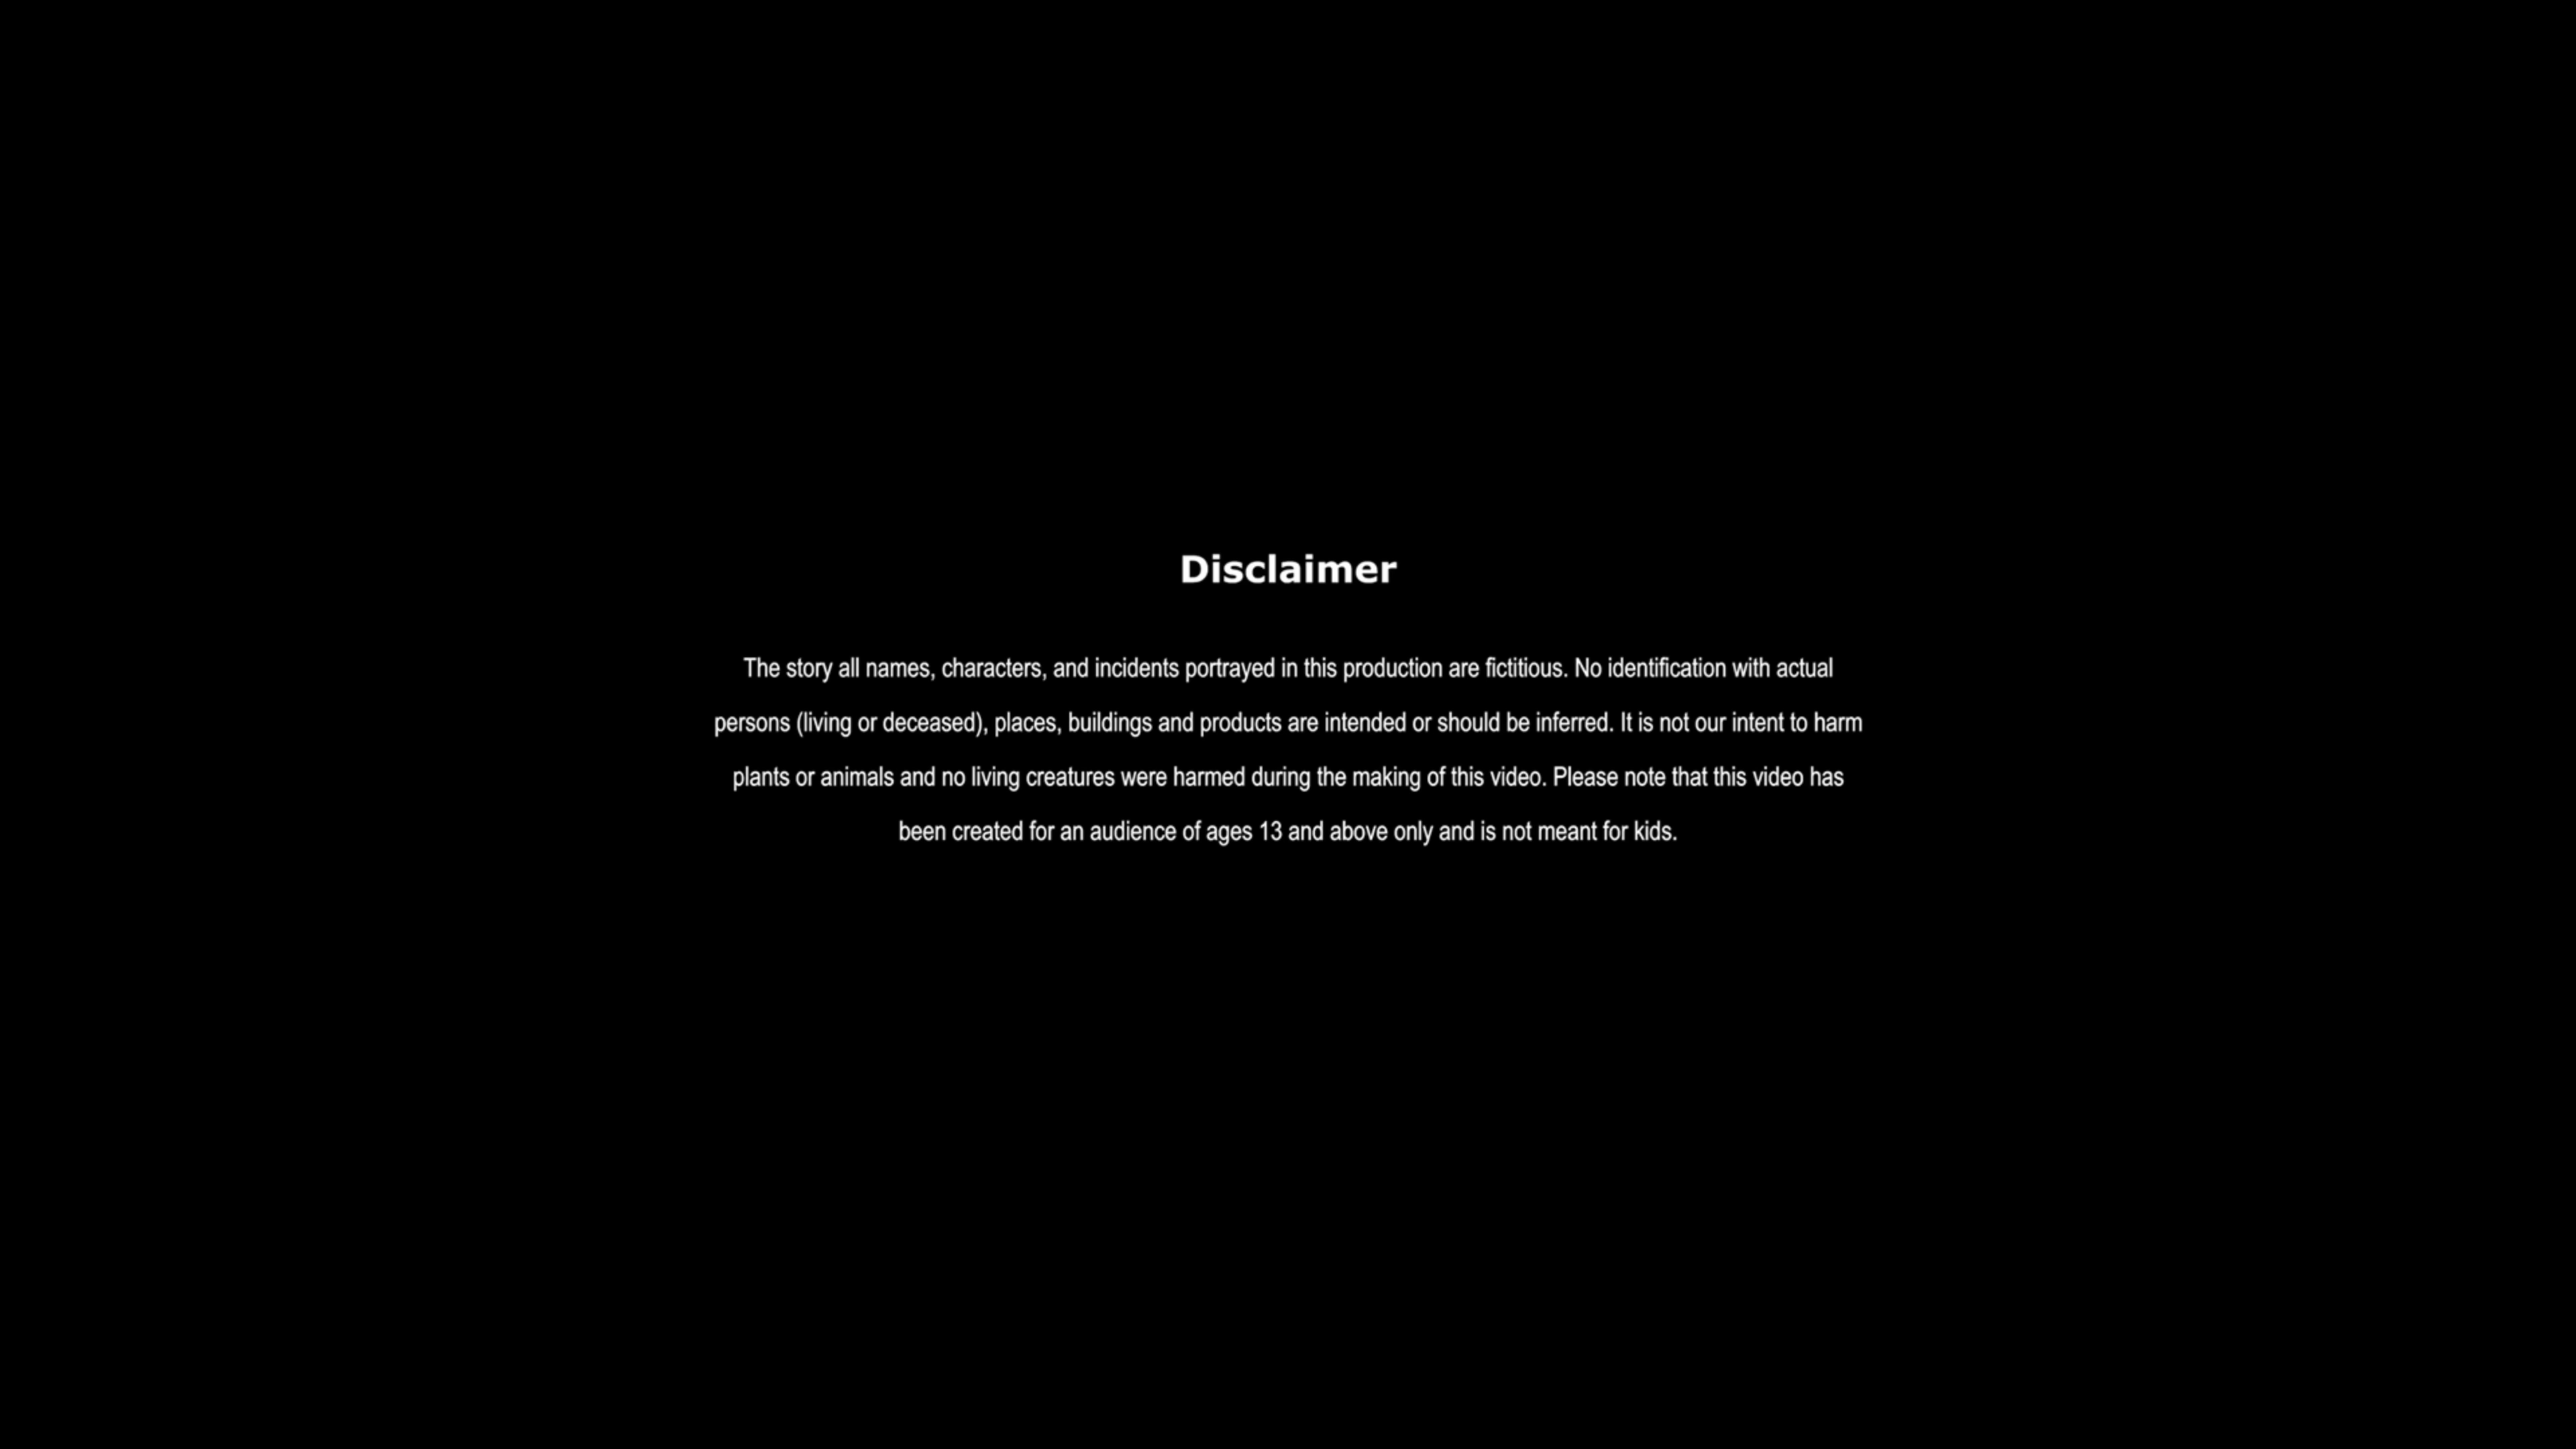 Disclaimer
The story all names, characters, and incidents portrayed in this production are fictitious. No identification with actual
persons (living or deceased), places, buildings and products are intended or should be inferred. It is not our intent to harm
plants or animals and no living creatures were harmed during the making of this video. Please note that this video has
been created for an audience of ages 13 and above only and is not meant for kids.